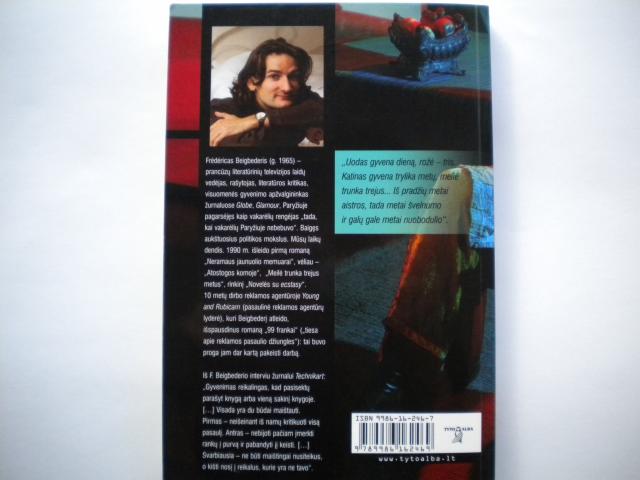 Frédéricas Beigbederis (g. 1965) –
prancūzų literatūrinių televizijos laidų
vedėjas, rašytojas, literatūros kritikas,
visuomenės gyvenimo apžvalgininkas
žurnaluose Globe, Glamour, Paryžiuje
pagarsėjęs kaip vakarėlių rengėjas „tada,
kai vakarėlių Paryžiuje nebebuvo“. Baigęs
aukštuosius politikos mokslus. Mūsų laikų
dendis. 1990 m. išleido pirmą romaną
„Neramaus jaunuolio memuarai“, vėliau –
„Atostogos komoje“, „Meilė trunka trejus
metus“, rinkinį „Novelės su ecstasy“.
10 metų dirbo reklamos agentūroje Young
and Rubicam (pasaulinė reklamos agentūrų
lyderė), kuri Beigbederį atleido,
išspausdinus romaną „99 frankai“ („tiesa
apie reklamos pasaulio džiungles“): tai buvo
proga jam dar kartą pakeisti darbą.
Iš F. Beigbederio interviu žurnalui Technikart:
„Gyvenimas reikalingas, kad pasisektų
parašyt knygą arba vieną sakinį knygoje.
[…] Visada yra du būdai maištauti.
Pirmas – neišeinant iš namų kritikuoti visą
pasaulį. Antras – nebijoti pačiam įmerkti
rankų į purvą ir pabandyti jį keisti. […]
Svarbiausia – ne būti maištingai nusiteikus,
o kišti nosį į reikalus, kurie yra ne tavo“.
„Uodas gyvena dieną, rožė – tris.
Katinas gyvena trylika metų, meilė
trunka trejus... Iš pradžių metai
aistros, tada metai švelnumo
ir galų gale metai nuobodulio“.
ISBN 9986-16-246-7
9 789986 162469
TYTO ALBA
www.tytoalba.lt